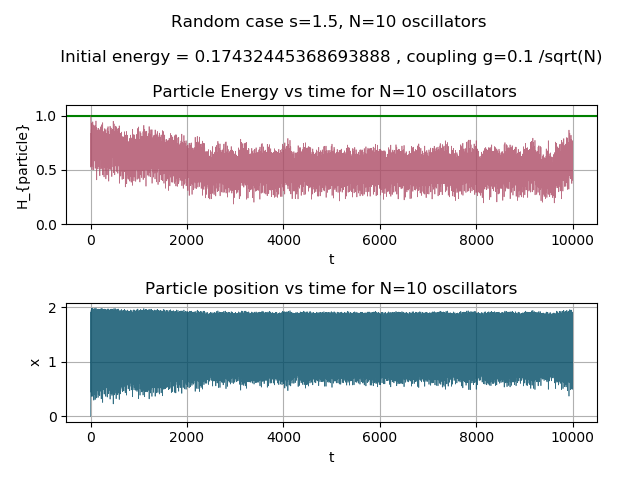 Random case s=1.5, N=10 oscillators
Initial energy = 0.17432445368693888 , coupling g=0.1 /sqrt(N)
Particle Energy vs time for N=10 oscillators
1.0
0.5
0.0
H_{particle}
0 2000 4000 6000 8000 10000
t
Particle position vs time for N=10 oscillators
2
1
0
x
0 2000 4000 6000 8000 10000
t